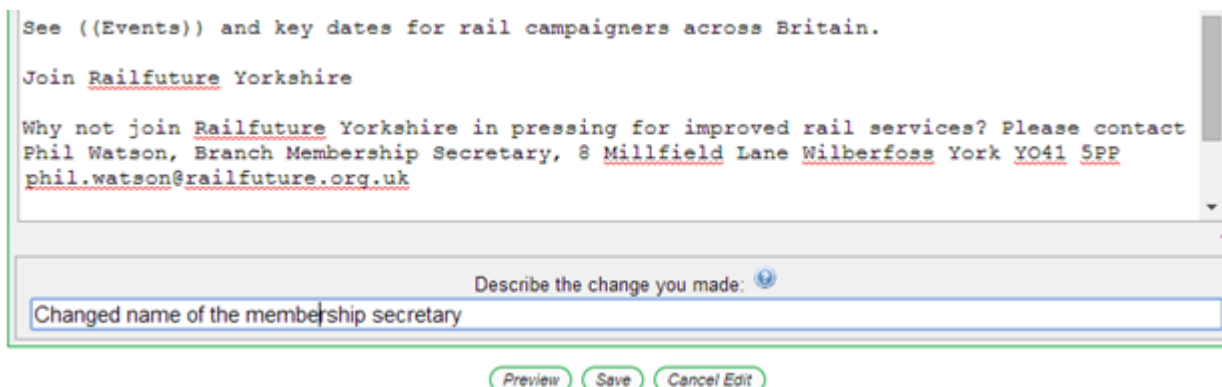 See ((Events)) and key dates for rail campaigners across Britain.
Join Railfuture Yorkshire
Why not join Railfuture Yorkshire in pressing for improved rail services? Please contact
Phil Watson, Branch Membership Secretary, 8 Millfield Lane Wilberfoss York YO41 5PP
phil.watson@railfuture.org.uk
Describe the change you made:
Changed name of the membership secretary
Preview Save Cancel Edit